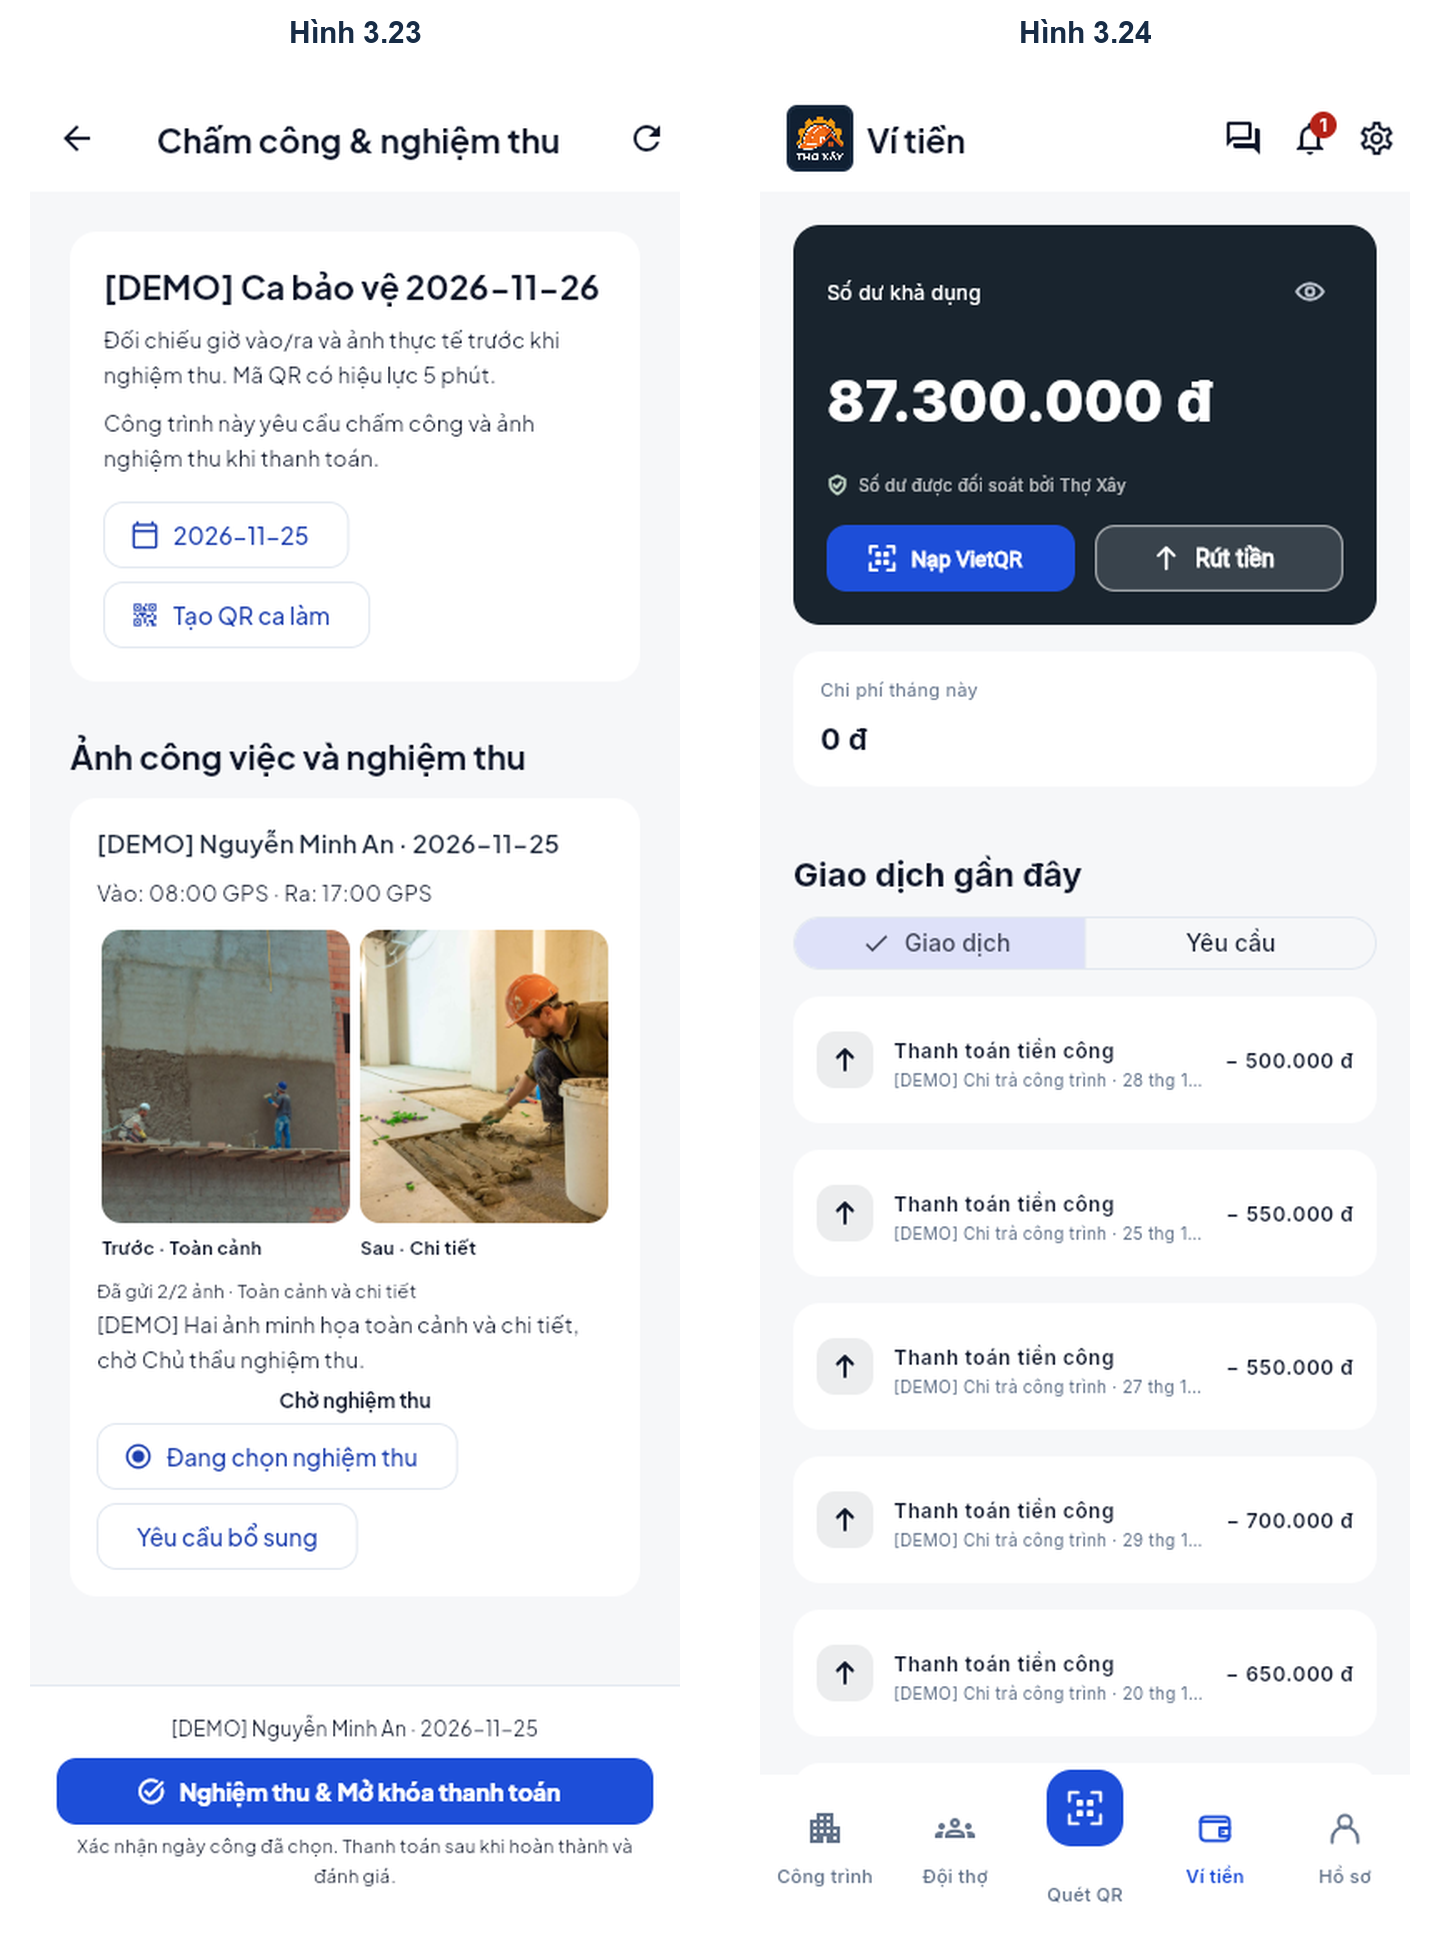 Hình 3.23
Chấm công & nghiệm thu
[DEMO] Ca bảo vệ 2026-11-26
Đối chiếu giờ vào/ra và ảnh thực tế trước khi
nghiệm thu. Mã QR có hiệu lực 5 phút.
Công trình này yêu cầu chấm công và ảnh
nghiệm thu khi thanh toán.
2026-11-25
Tạo QR ca làm
Ảnh công việc và nghiệm thu
[DEMO] Nguyễn Minh An · 2026-11-25
Vào: 08:00 GPS · Ra: 17:00 GPS
Trước · Toàn cảnh
Sau · Chi tiết
Đã gửi 2/2 ảnh · Toàn cảnh và chi tiết
[DEMO] Hai ảnh minh họa toàn cảnh và chi tiết,
chờ Chủ thầu nghiệm thu.
Chờ nghiệm thu
Đang chọn nghiệm thu
Yêu cầu bổ sung
[DEMO] Nguyễn Minh An · 2026-11-25
Nghiệm thu & Mở khóa thanh toán
Xác nhận ngày công đã chọn. Thanh toán sau khi hoàn thành và
đánh giá.
Hình 3.24
THỢ XÂY
Ví tiền
1
Số dư khả dụng
87.300.000 đ
Số dư được đối soát bởi Thợ Xây
Nạp VietQR
Rút tiền
Chi phí tháng này
0 đ
Giao dịch gần đây
Giao dịch
Yêu cầu
Thanh toán tiền công
[DEMO] Chi trả công trình · 28 thg 1...
- 500.000 đ
Thanh toán tiền công
[DEMO] Chi trả công trình · 25 thg 1...
- 550.000 đ
Thanh toán tiền công
[DEMO] Chi trả công trình · 27 thg 1...
- 550.000 đ
Thanh toán tiền công
[DEMO] Chi trả công trình · 29 thg 1...
- 700.000 đ
Thanh toán tiền công
[DEMO] Chi trả công trình · 20 thg 1...
- 650.000 đ
Công trình
Đội thợ
Quét QR
Ví tiền
Hồ sơ